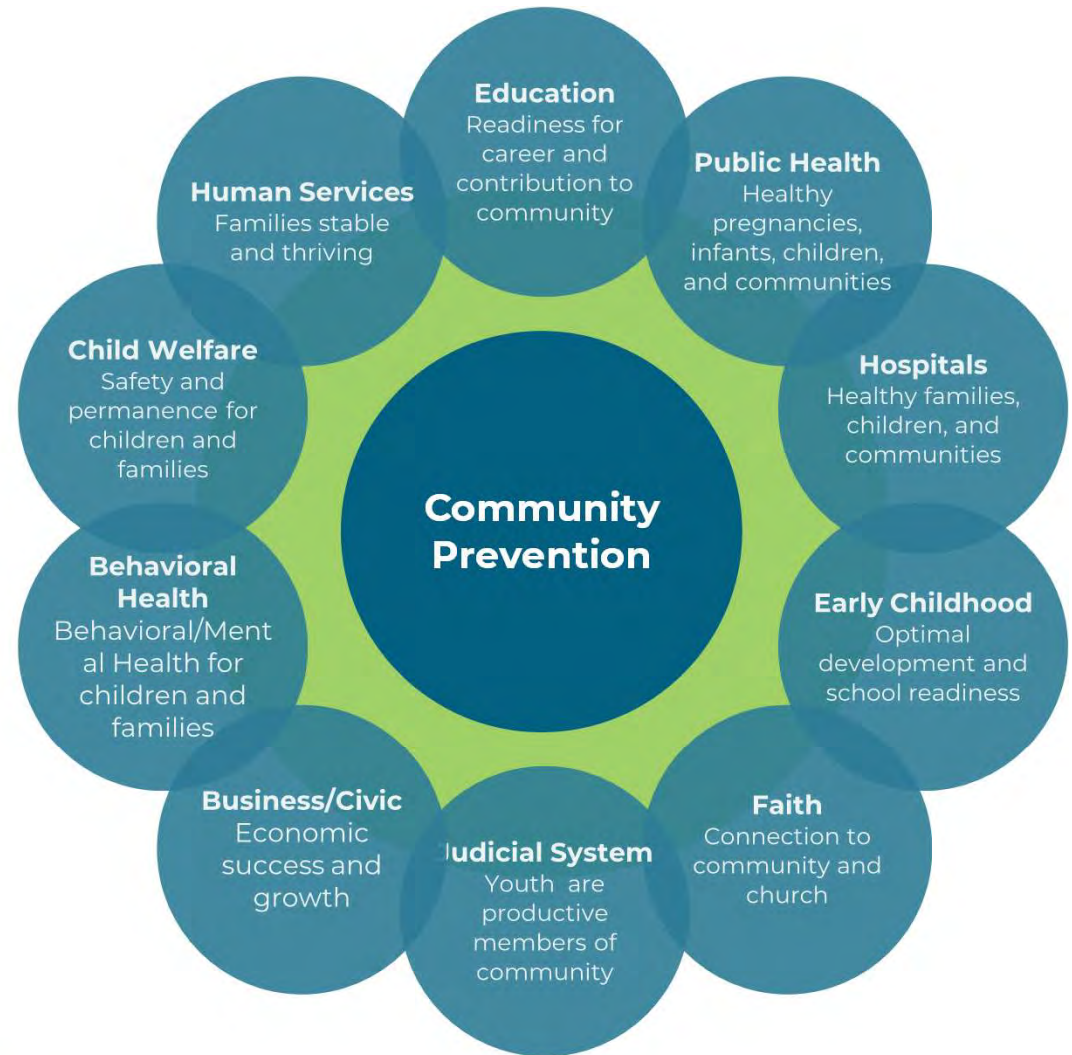 Education
Readiness for
career and
contribution to
community
Public Health
Healthy
pregnancies,
infants, children,
and communities
Hospitals
Healthy families,
children, and
communities
Early Childhood
Optimal
development and
school readiness
Faith
Connection to
community and
church
Judicial System
Youth are
productive
members of
community
Business/Civic
Economic
success and
growth
Behavioral
Health
Behavioral/Ment
al Health for
children and
families
Child Welfare
Safety and
permanence for
children and
families
Human Services
Families stable
and thriving
Community
Prevention